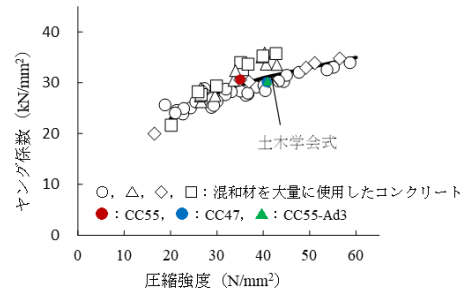 50
40
30
20
10
0
ヤング係数（kN/mm²）
土木学会式
○，△，◇，□：混和材を大量に使用したコンクリート
●：CC55，●：CC47，▲：CC55-Ad3
0 10 20 30 40 50 60
圧縮強度（N/mm²）